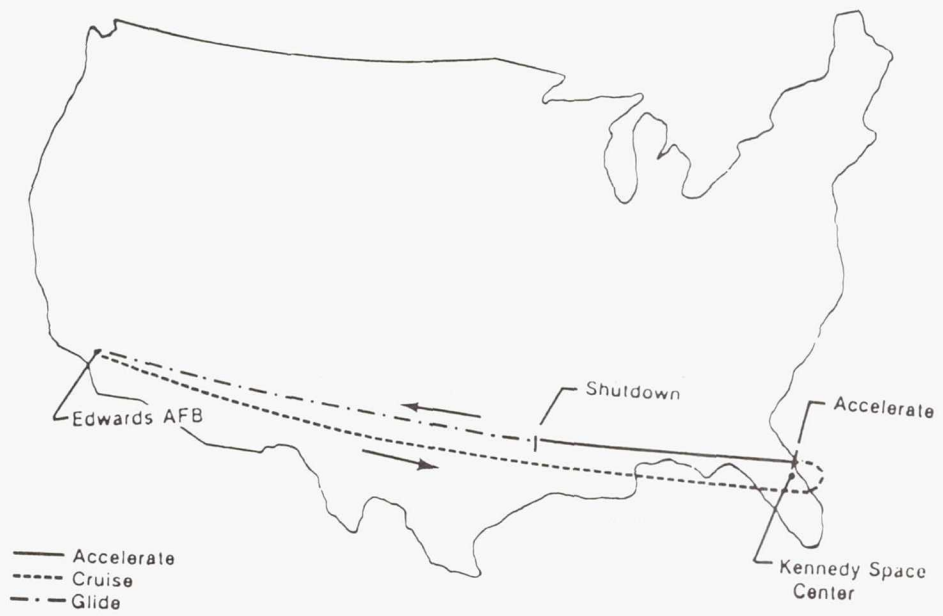 Shutdown
Accelerate
Edwards AFB
Accelerate
Cruise
Glide
Kennedy Space
Center